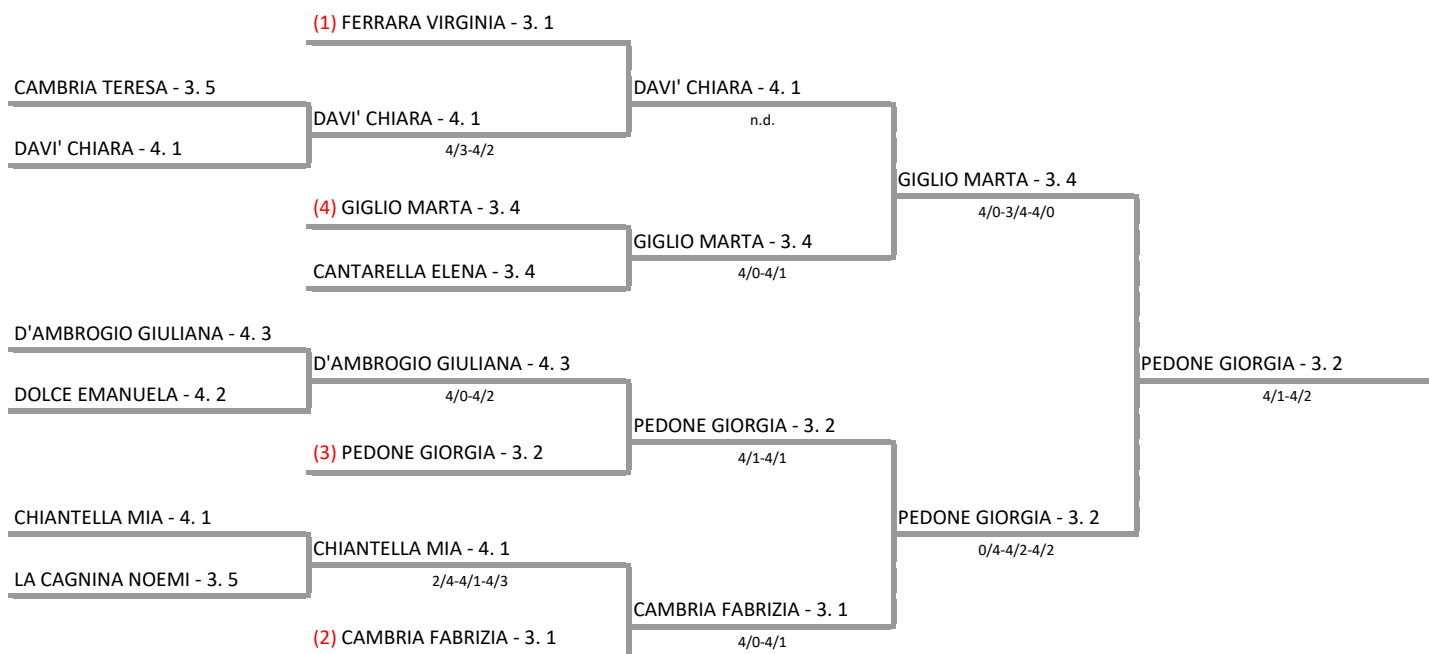 (1) FERRARA VIRGINIA - 3. 1
CAMBRIA TERESA - 3. 5
DAVI' CHIARA - 4. 1
DAVI' CHIARA - 4. 1
n.d.
DAVI' CHIARA - 4. 1
4/3-4/2
GIGLIO MARTA - 3. 4
4/0-3/4-4/0
(4) GIGLIO MARTA - 3. 4
GIGLIO MARTA - 3. 4
4/0-4/1
CANTARELLA ELENA - 3. 4
D'AMBROGIO GIULIANA - 4. 3
D'AMBROGIO GIULIANA - 4. 3
4/0-4/2
PEDONE GIORGIA - 3. 2
4/1-4/2
DOLCE EMANUELA - 4. 2
PEDONE GIORGIA - 3. 2
4/1-4/1
(3) PEDONE GIORGIA - 3. 2
CHIANTELLA MIA - 4. 1
PEDONE GIORGIA - 3. 2
0/4-4/2-4/2
CHIANTELLA MIA - 4. 1
2/4-4/1-4/3
LA CAGNINA NOEMI - 3. 5
CAMBRIA FABRIZIA - 3. 1
4/0-4/1
(2) CAMBRIA FABRIZIA - 3. 1